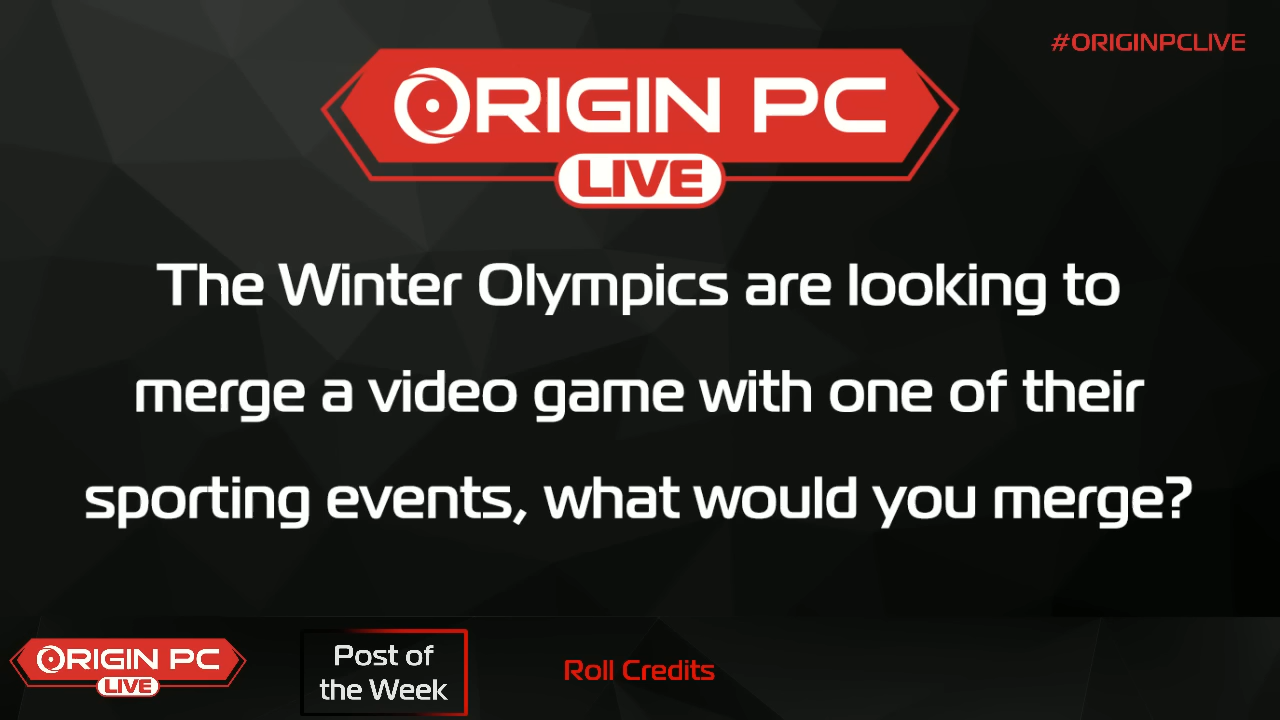 #ORIGINPCLIVE
ORIGIN PC
LIVE
The Winter Olympics are looking to
merge a video game with one of their
sporting events, what would you merge?
ORIGIN PC
LIVE
Post of
the Week
Roll Credits